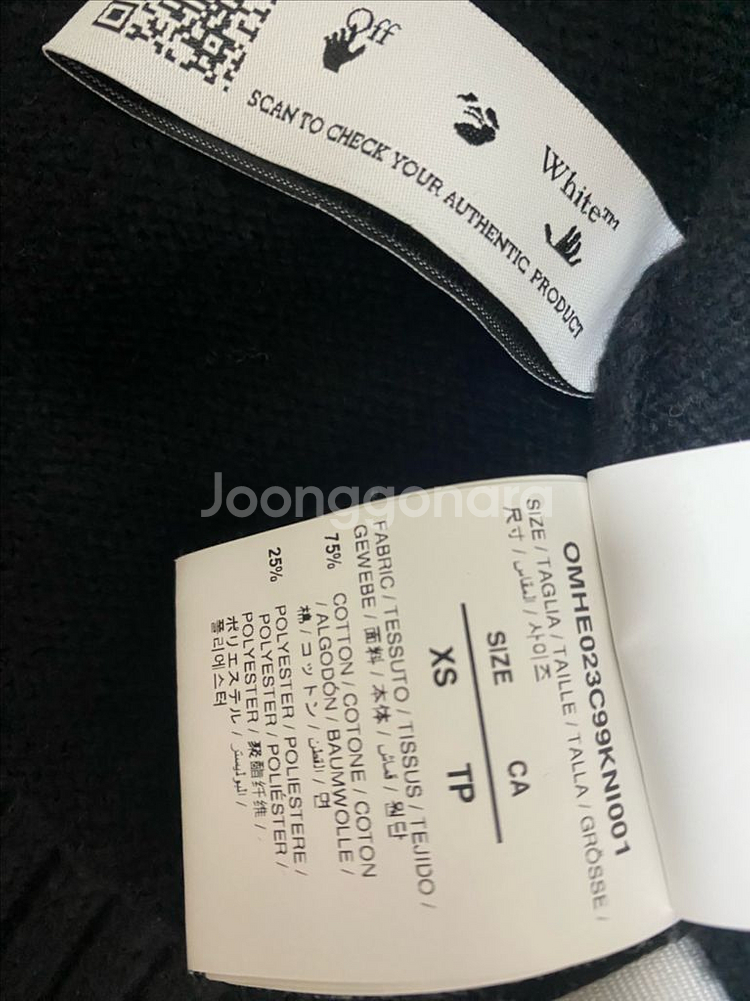 Off
White™
SCAN TO CHECK YOUR AUTHENTIC PRODUCT
Joonggonara
OMHE023C99KNI001
SIZE / TAGLIA / TAILLE / TALLA / GRÖSSE /
尺寸 / المقاس / 사이즈
SIZE CA
XS TP
FABRIC / TESSUTO / TISSUS / TEJIDO /
GEWEBE / 面料 / 本体 / قماش / 원단
75% COTTON / COTONE / COTON
/ ALGODÓN / BAUMWOLLE /
棉 / コットン / القطن / 면
25% POLYESTER / POLIESTERE /
POLYESTER / POLIÉSTER /
POLYESTER / 聚酯纤维 /
ポリエステル / البوليستر /
폴리에스터